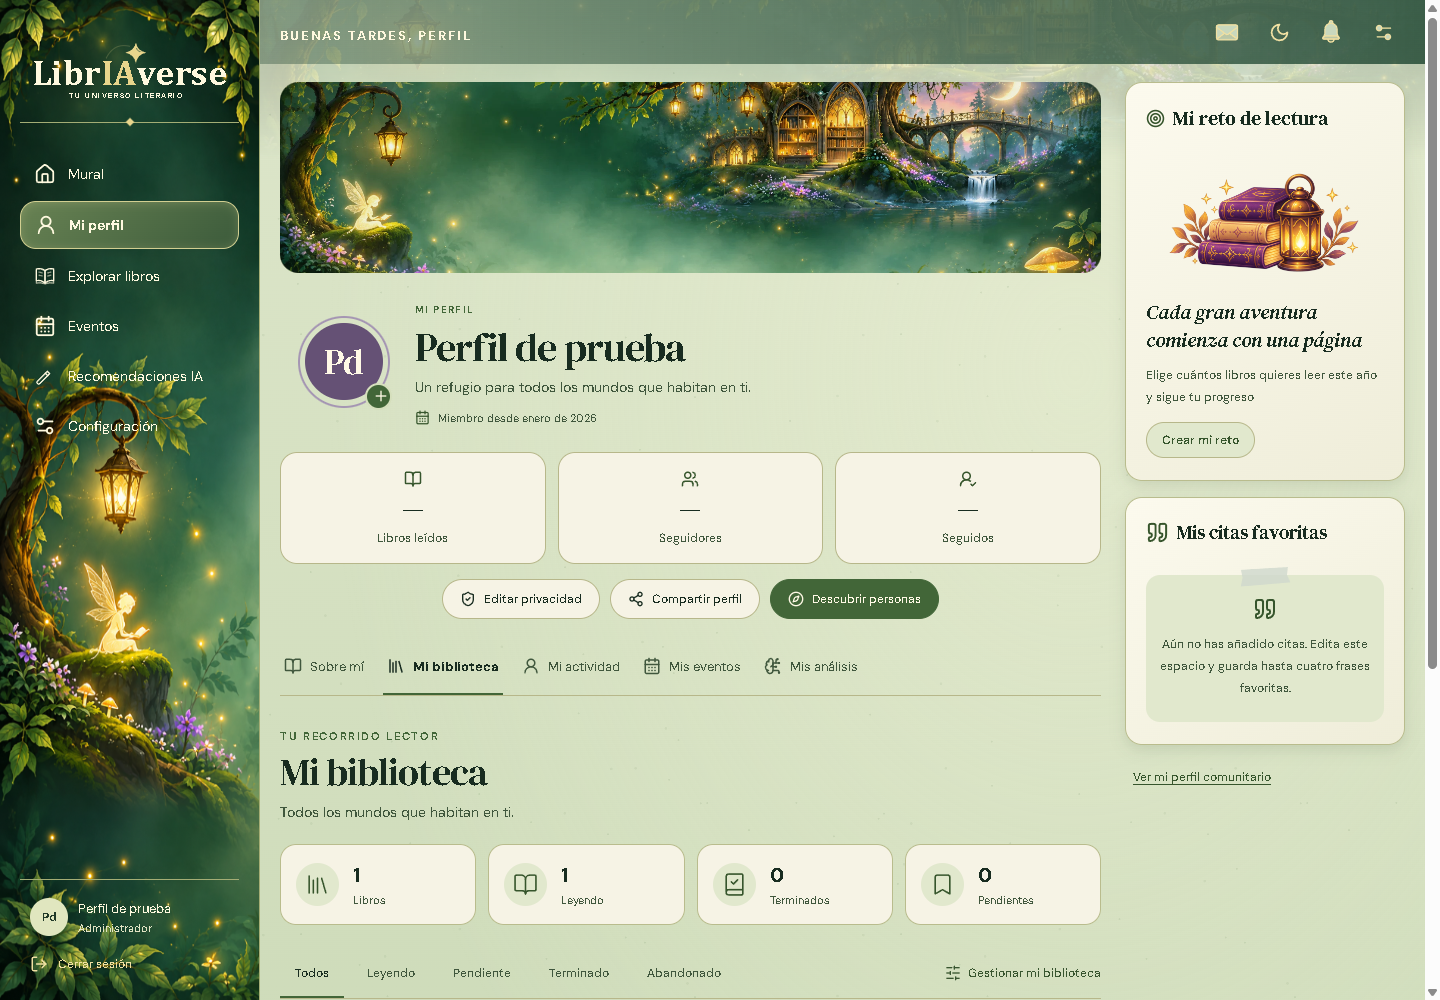 LibrIAverse
TU UNIVERSO LITERARIO
Mural
Mi perfil
Explorar libros
Eventos
Recomendaciones IA
Configuración
Pd
Perfil de prueba
Administrador
Cerrar sesión
BUENAS TARDES, PERFIL
MI PERFIL
Pd
Perfil de prueba
Un refugio para todos los mundos que habitan en ti.
Miembro desde enero de 2026
—
Libros leídos
—
Seguidores
—
Seguidos
Editar privacidad
Compartir perfil
Descubrir personas
Sobre mí
Mi biblioteca
Mi actividad
Mis eventos
Mis análisis
TU RECORRIDO LECTOR
Mi biblioteca
Todos los mundos que habitan en ti.
1
Libros
1
Leyendo
0
Terminados
0
Pendientes
Todos
Leyendo
Pendiente
Terminado
Abandonado
Gestionar mi biblioteca
Mi reto de lectura
Cada gran aventura
comienza con una página
Elige cuántos libros quieres leer este año
y sigue tu progreso
Crear mi reto
Mis citas favoritas
Aún no has añadido citas. Edita este
espacio y guarda hasta cuatro frases
favoritas.
Ver mi perfil comunitario